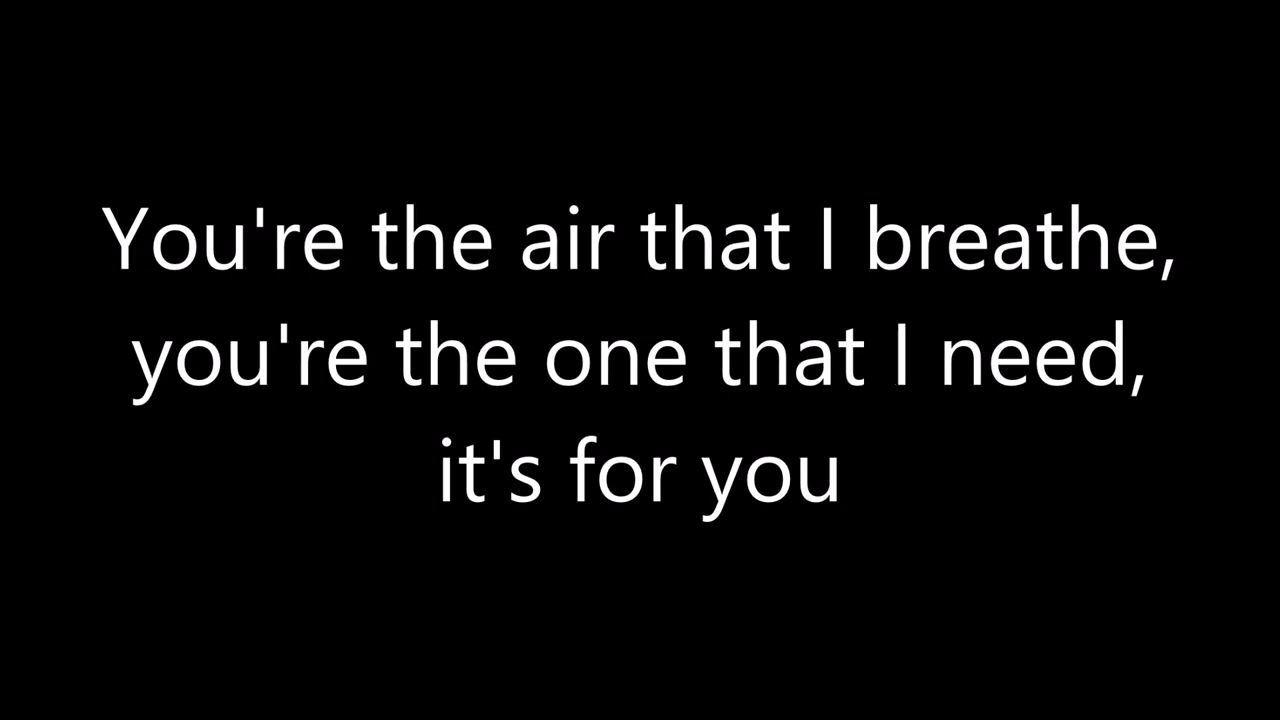 You're the air that I breathe,
you're the one that I need,
it's for you